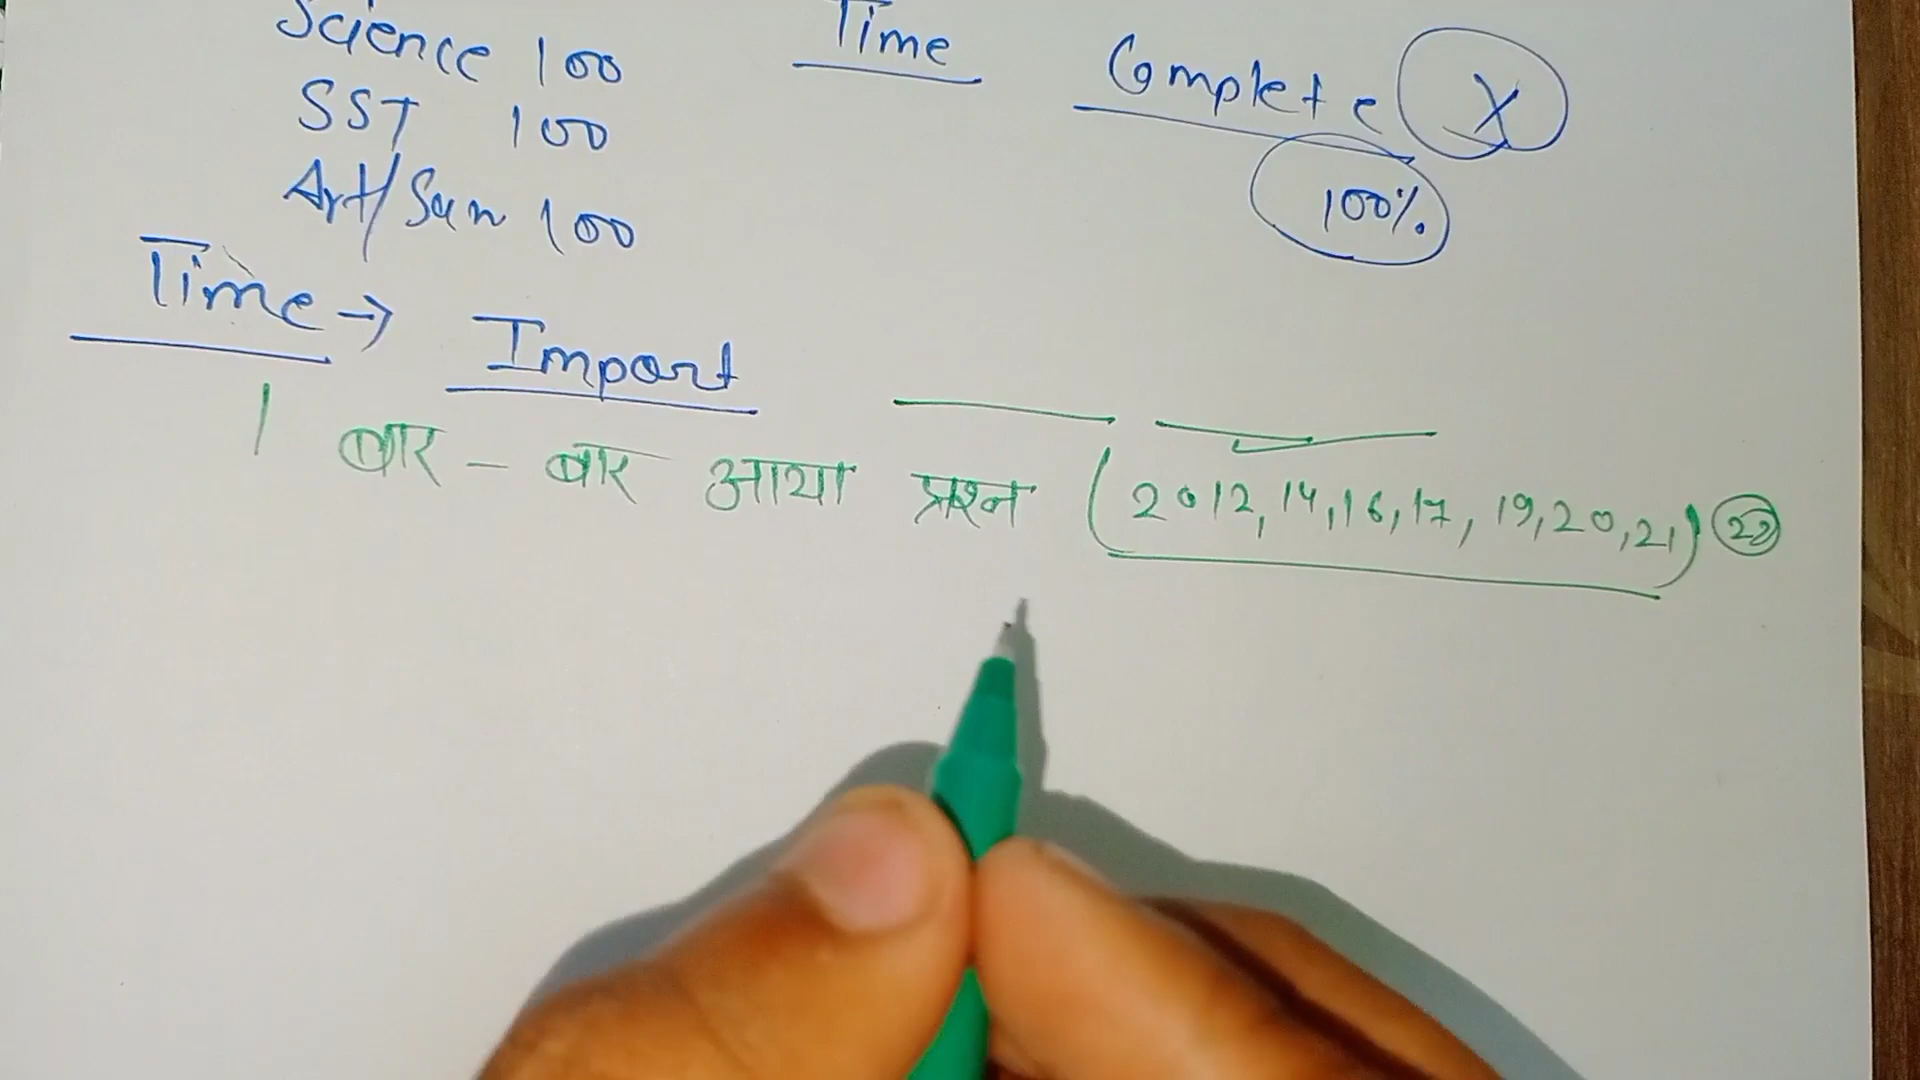 Science 100 Time Complete X
SST 100
100%
Art/San 100
Time → Import
1 बार - बार आया प्रश्न (2012, 14, 16, 17, 19, 20, 21) 22